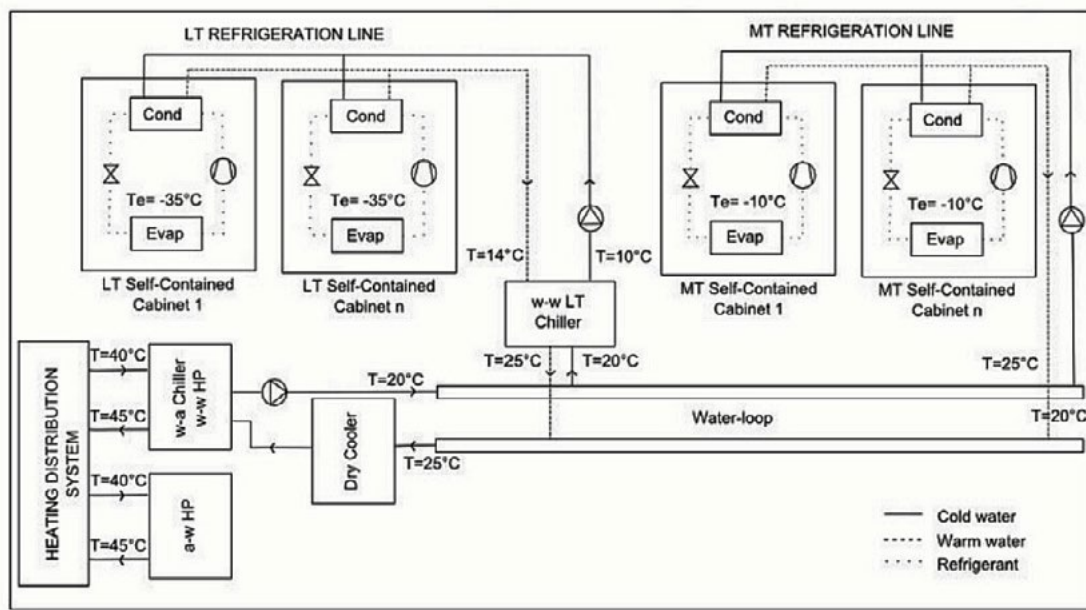 LT REFRIGERATION LINE
MT REFRIGERATION LINE
Cond
Cond
Cond
Cond
Te= -35°C
Te= -35°C
Te= -10°C
Te= -10°C
Evap
Evap
Evap
Evap
LT Self-Contained
Cabinet 1
LT Self-Contained
Cabinet n
T=14°C
T=10°C
MT Self-Contained
Cabinet 1
MT Self-Contained
Cabinet n
w-w LT
Chiller
T=25°C
T=20°C
T=25°C
HEATING DISTRIBUTION
SYSTEM
T=40°C
T=45°C
w-a Chiller
w-w HP
T=20°C
Water-loop
T=20°C
Dry Cooler
T=25°C
T=40°C
T=45°C
a-w HP
Cold water
Warm water
Refrigerant